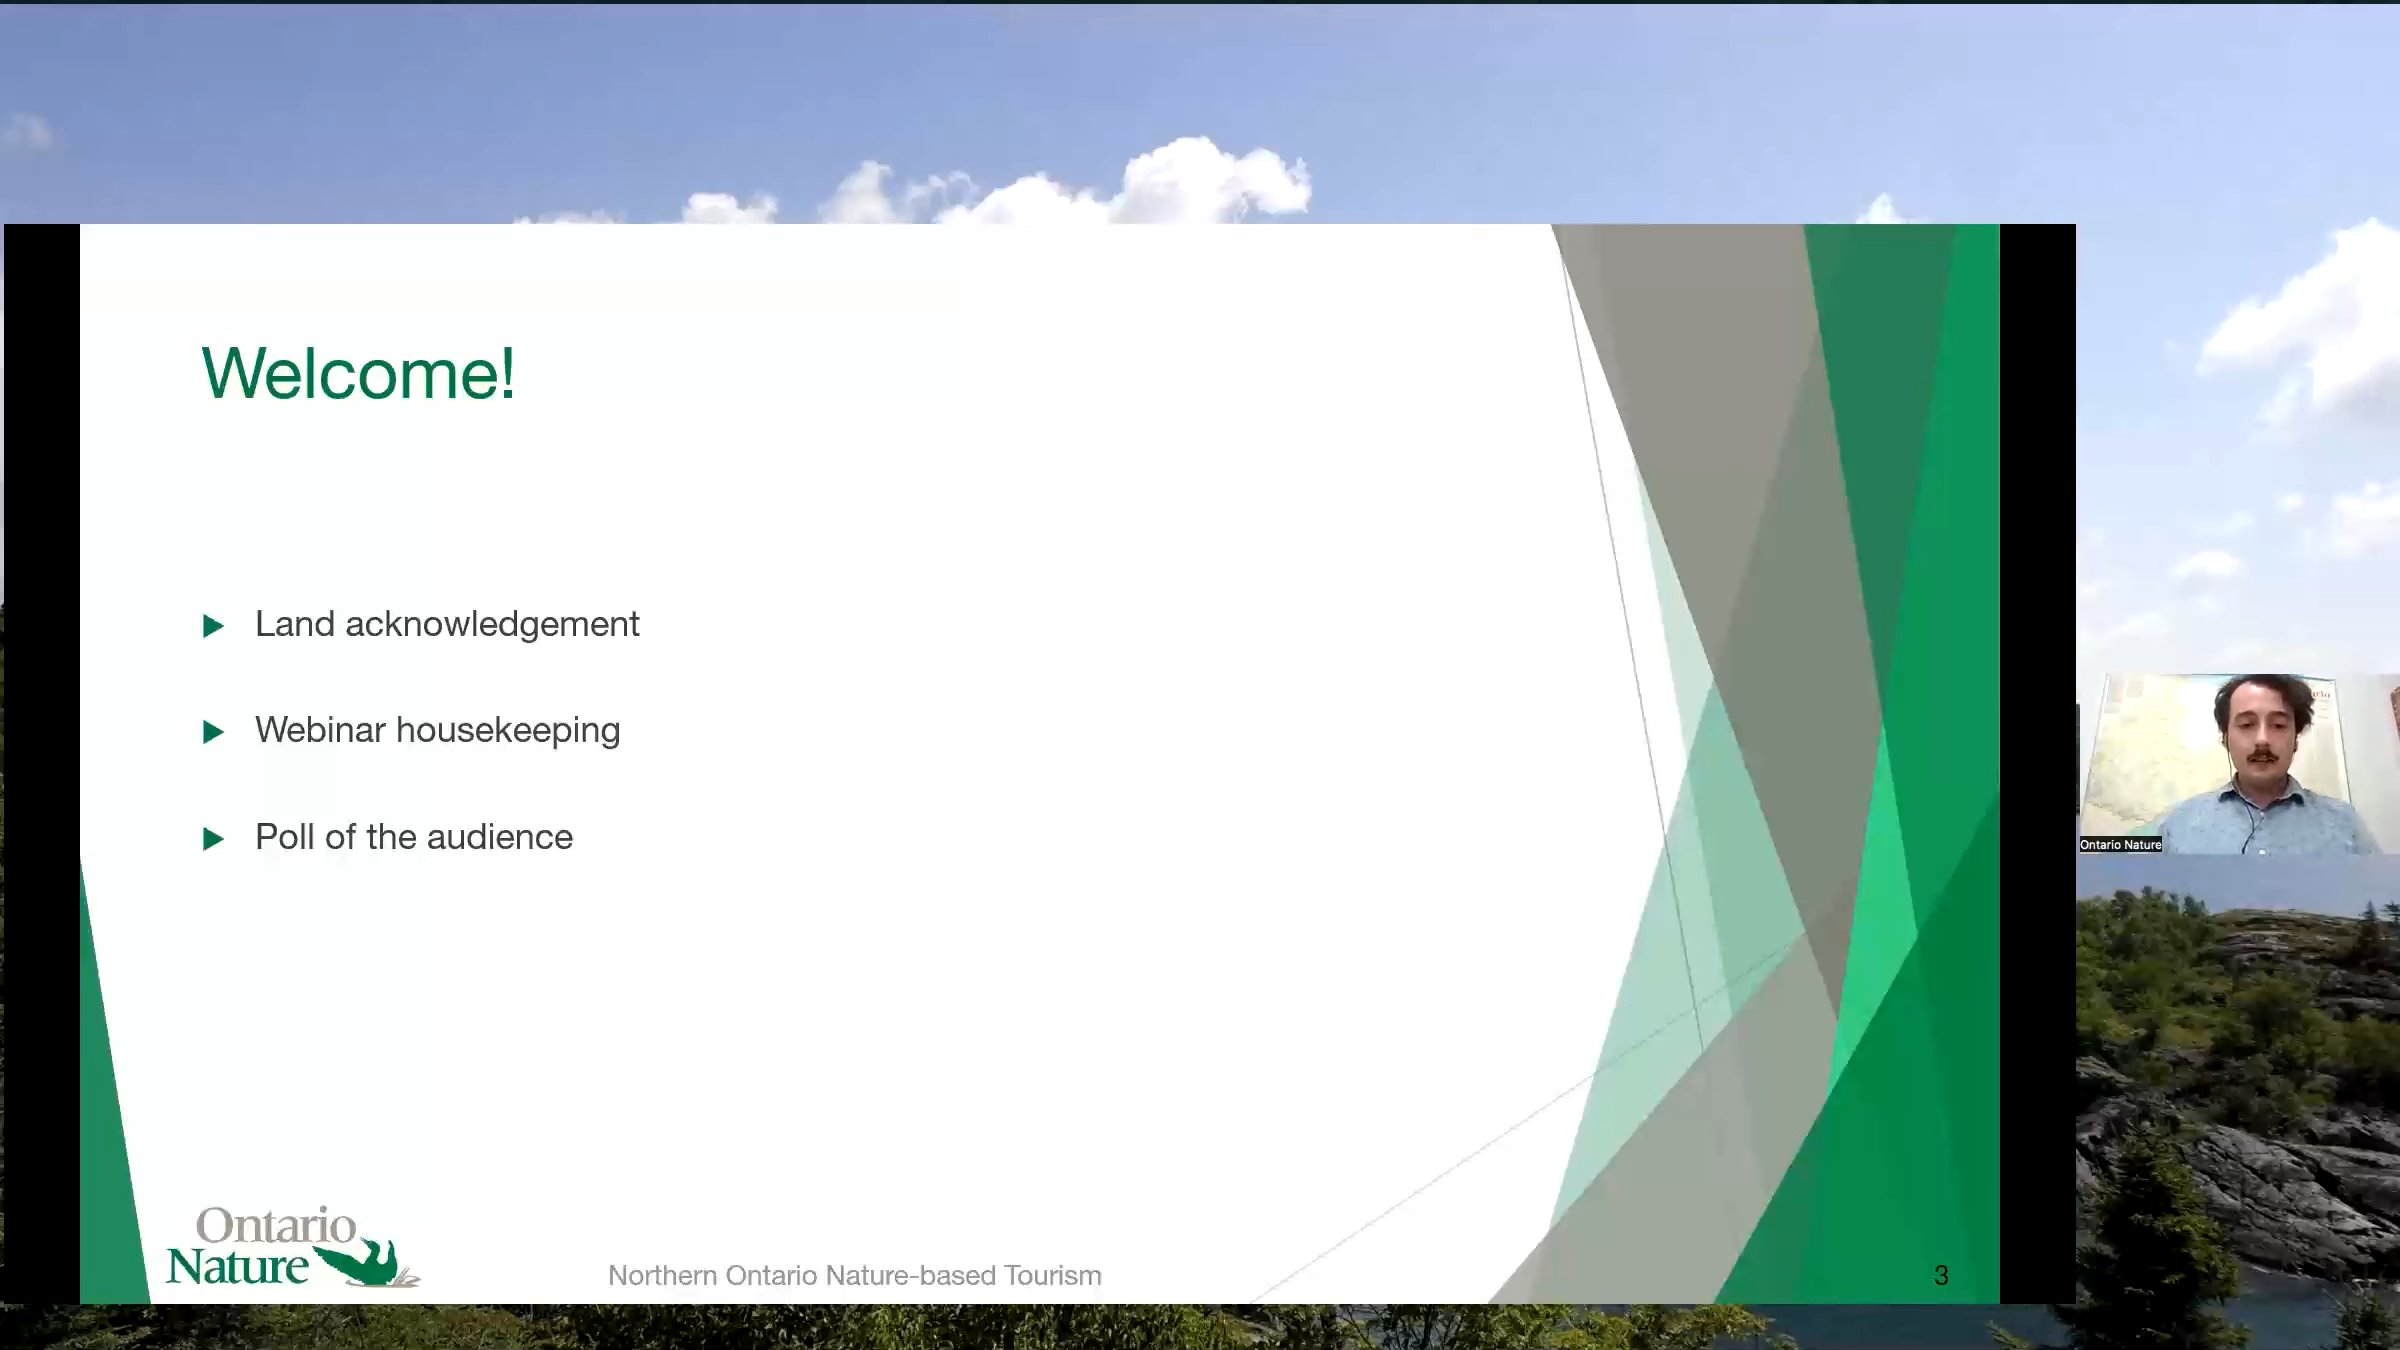 Welcome!
Land acknowledgement
Webinar housekeeping
Poll of the audience
Ontario
Nature
Northern Ontario Nature-based Tourism
3
Ontario Nature